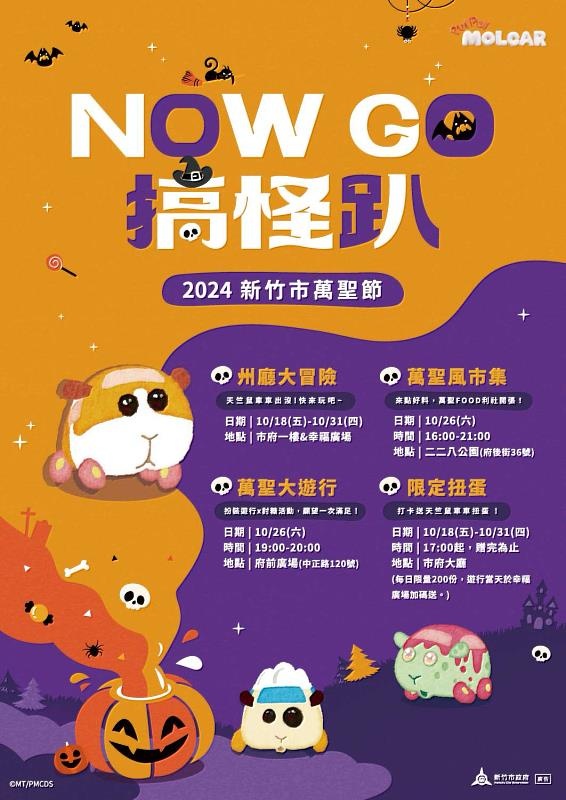 PUI PUI
MOLCAR
NOW GO
搞怪趴
2024 新竹市萬聖節
州廳大冒險
天竺鼠車車出沒!快來玩吧~
日期 | 10/18(五)-10/31(四)
地點 | 市府一樓&幸福廣場
萬聖風市集
來點好料，萬聖FOOD利社開張！
日期 | 10/26(六)
時間 | 16:00-21:00
地點 | 二二八公園(府後街36號)
萬聖大遊行
扮裝遊行x討糖活動，願望一次滿足！
日期 | 10/26(六)
時間 | 19:00-20:00
地點 | 府前廣場(中正路120號)
限定扭蛋
打卡送天竺鼠車車扭蛋！
日期 | 10/18(五)-10/31(四)
時間 | 17:00起，贈完為止
地點 | 市府大廳
(每日限量200份，遊行當天於幸福
廣場加碼送。)
©MT/PMCDS
新竹市政府
廣告